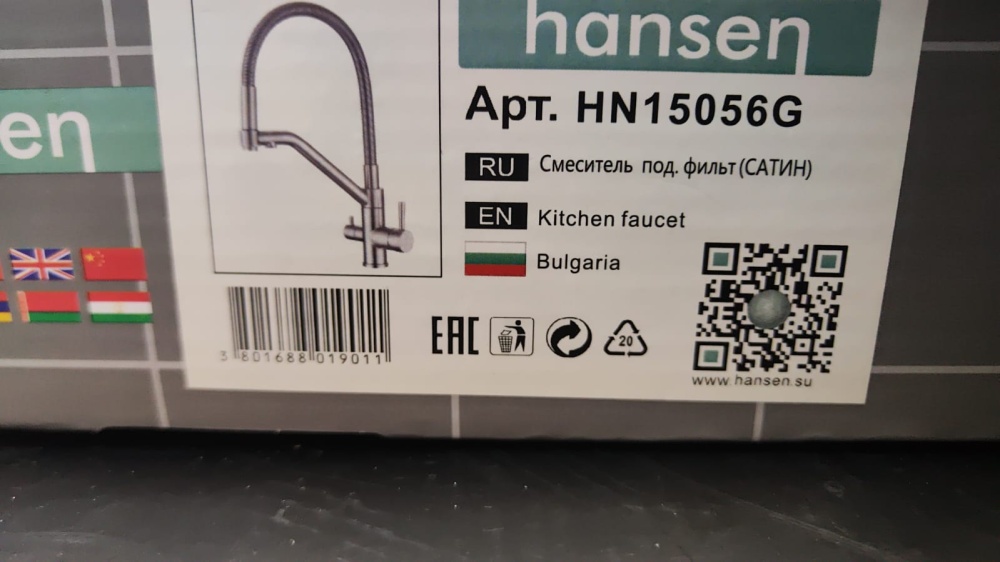 hansen
en
Арт. HN15056G
RU Смеситель под. фильт (САТИН)
EN Kitchen faucet
Bulgaria
EAC
20
3 801688 019011
www.hansen.su